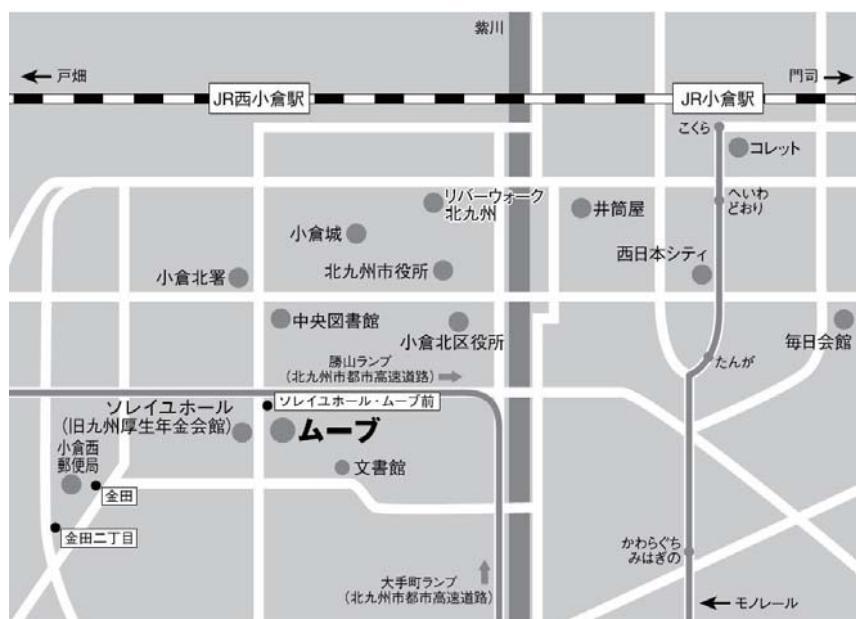 紫川
戸畑
門司
JR西小倉駅
JR小倉駅
こくら
コレット
リバーウォーク
北九州
井筒屋
へいわ
どおり
小倉城
西日本シティ
小倉北署
北九州市役所
中央図書館
小倉北区役所
毎日会館
勝山ランプ
(北九州市都市高速道路)
たんが
ソレイユホール・ムーブ前
ソレイユホール
(旧九州厚生年金会館)
ムーブ
小倉西
郵便局
文書館
金田
金田二丁目
かわらぐち
みはぎの
大手町ランプ
(北九州市都市高速道路)
モノレール